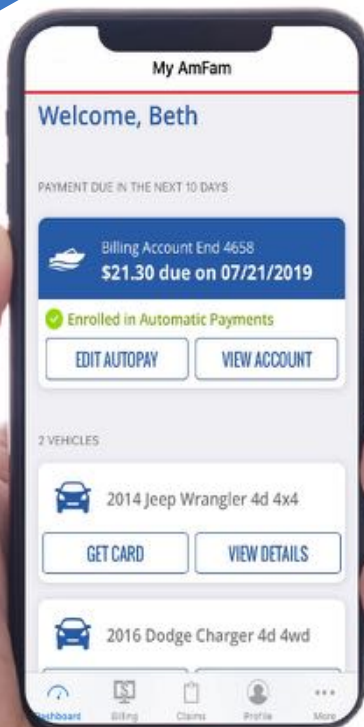 My AmFam
Welcome, Beth
PAYMENT DUE IN THE NEXT 10 DAYS
Billing Account End 4658
$21.30 due on 07/21/2019
Enrolled in Automatic Payments
EDIT AUTOPAY VIEW ACCOUNT
2 VEHICLES
2014 Jeep Wrangler 4d 4x4
GET CARD VIEW DETAILS
2016 Dodge Charger 4d 4wd
Dashboard Billing Claims Profile More